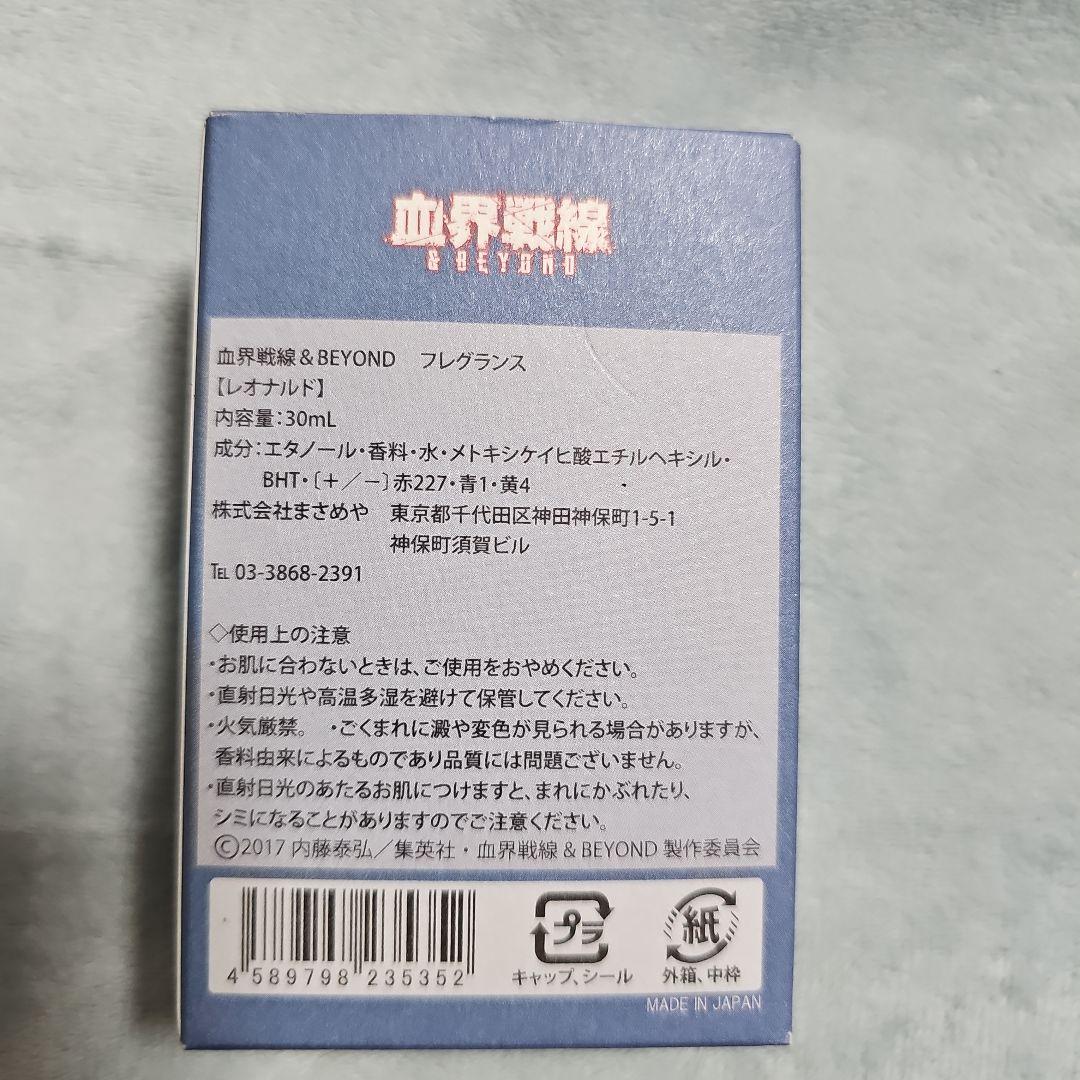 血界戦線
& BEYOND
血界戦線&BEYOND フレグランス
【レオナルド】
内容量:30mL
成分:エタノール・香料・水・メトキシケイヒ酸エチルヘキシル・
BHT・〔+/-〕赤227・青1・黄4
株式会社まさめや 東京都千代田区神田神保町1-5-1
神保町須賀ビル
TEL 03-3868-2391
◇使用上の注意
・お肌に合わないときは、ご使用をおやめください。
・直射日光や高温多湿を避けて保管してください。
・火気厳禁。 ・ごくまれに澱や変色が見られる場合がありますが、
香料由来によるものであり品質には問題ございません。
・直射日光のあたるお肌につけますと、まれにかぶれたり、
シミになることがありますのでご注意ください。
©2017 内藤泰弘/集英社・血界戦線&BEYOND 製作委員会
4 589798 235352
プラ
キャップ、シール
紙
外箱、中枠
MADE IN JAPAN